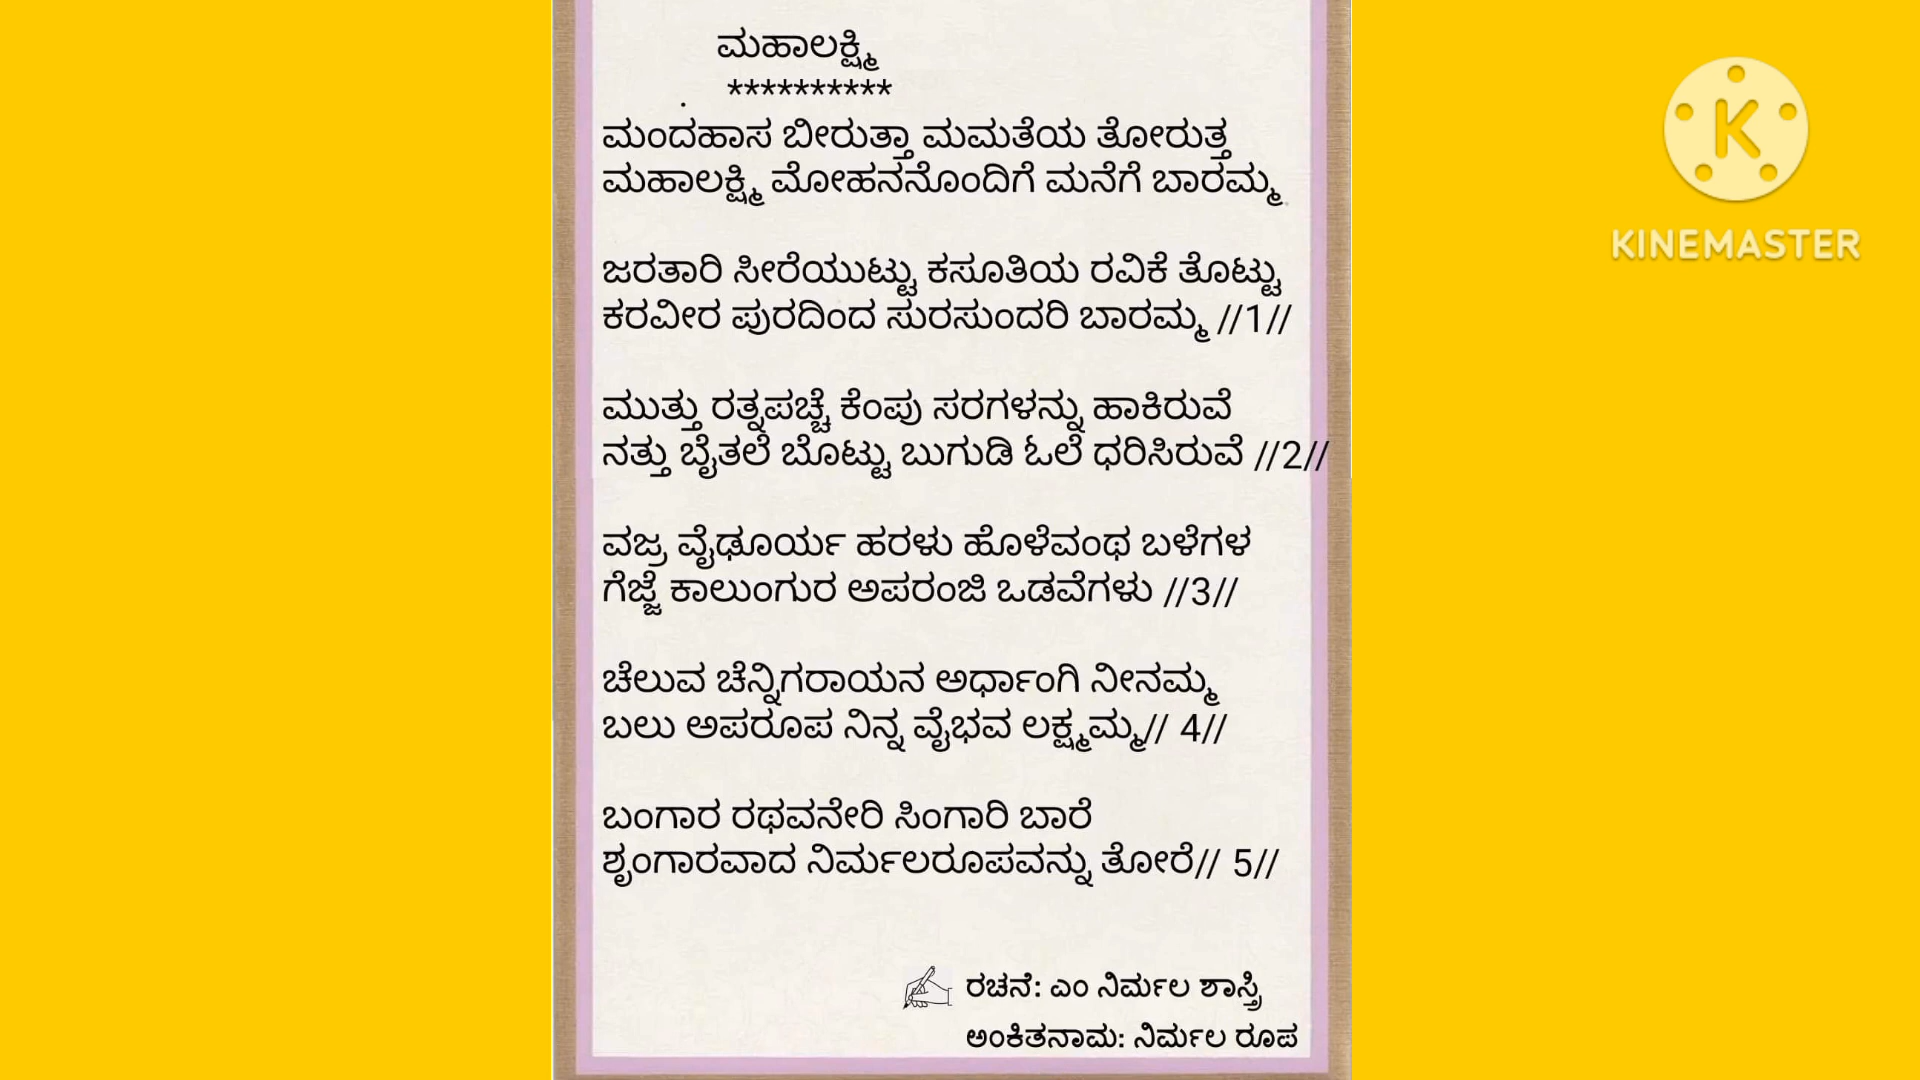 ಮಹಾಲಕ್ಷ್ಮಿ
. **********
ಮಂದಹಾಸ ಬೀರುತ್ತಾ ಮಮತೆಯ ತೋರುತ್ತ
ಮಹಾಲಕ್ಷ್ಮಿ ಮೋಹನನೊಂದಿಗೆ ಮನೆಗೆ ಬಾರಮ್ಮ
ಜರತಾರಿ ಸೀರೆಯುಟ್ಟು ಕಸೂತಿಯ ರವಿಕೆ ತೊಟ್ಟು
ಕರವೀರ ಪುರದಿಂದ ಸುರಸುಂದರಿ ಬಾರಮ್ಮ //1//
ಮುತ್ತು ರತ್ನಪಚ್ಚೆ ಕೆಂಪು ಸರಗಳನ್ನು ಹಾಕಿರುವೆ
ನತ್ತು ಬೈತಲೆ ಬೊಟ್ಟು ಬುಗುಡಿ ಓಲೆ ಧರಿಸಿರುವೆ //2//
ವಜ್ರ ವೈಢೂರ್ಯ ಹರಳು ಹೊಳೆವಂಥ ಬಳೆಗಳ
ಗೆಜ್ಜೆ ಕಾಲುಂಗುರ ಅಪರಂಜಿ ಒಡವೆಗಳು //3//
ಚೆಲುವ ಚೆನ್ನಿಗರಾಯನ ಅರ್ಧಾಂಗಿ ನೀನಮ್ಮ
ಬಲು ಅಪರೂಪ ನಿನ್ನ ವೈಭವ ಲಕ್ಷ್ಮಮ್ಮ// 4//
ಬಂಗಾರ ರಥವನೇರಿ ಸಿಂಗಾರಿ ಬಾರೆ
ಶೃಂಗಾರವಾದ ನಿರ್ಮಲರೂಪವನ್ನು ತೋರೆ// 5//
ರಚನೆ: ಎಂ ನಿರ್ಮಲ ಶಾಸ್ತ್ರಿ
ಅಂಕಿತನಾಮ: ನಿರ್ಮಲ ರೂಪ
K
KINEMASTER